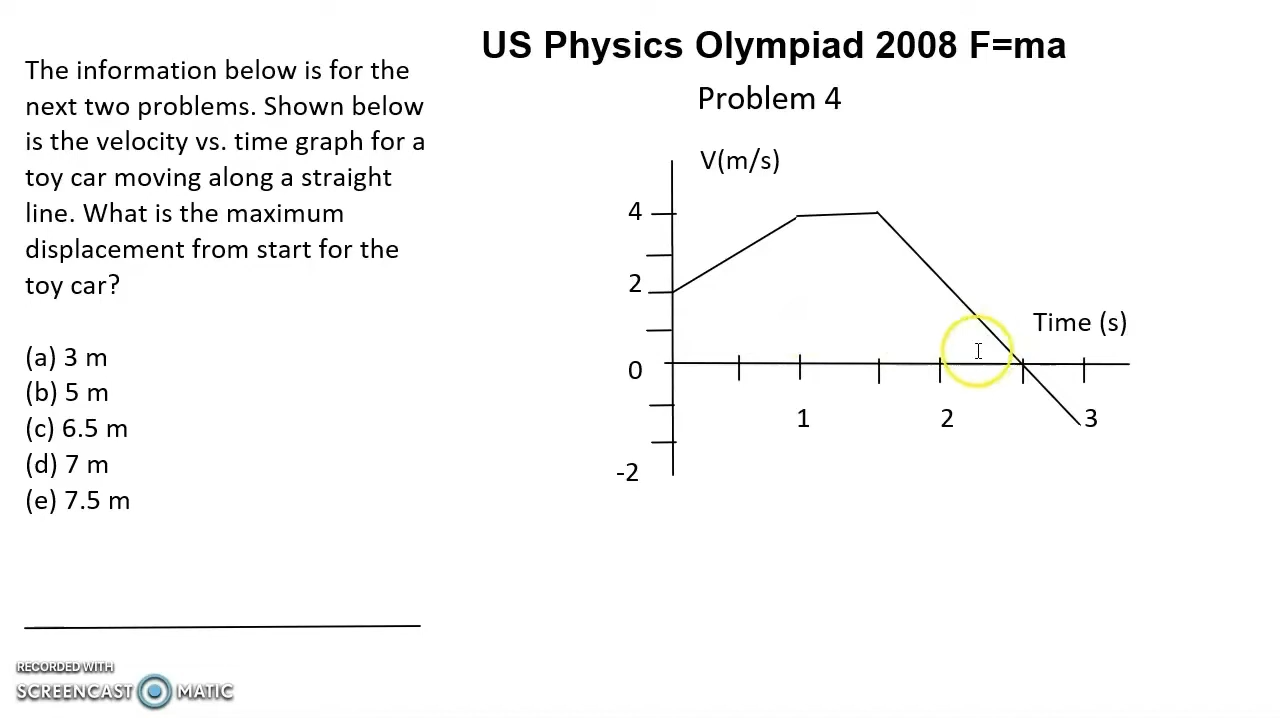 US Physics Olympiad 2008 F=ma
Problem 4
The information below is for the
next two problems. Shown below
is the velocity vs. time graph for a
toy car moving along a straight
line. What is the maximum
displacement from start for the
toy car?
(a) 3 m
(b) 5 m
(c) 6.5 m
(d) 7 m
(e) 7.5 m
V(m/s)
4
2
0
-2
Time (s)
1
2
3
RECORDED WITH
SCREENCAST MATIC